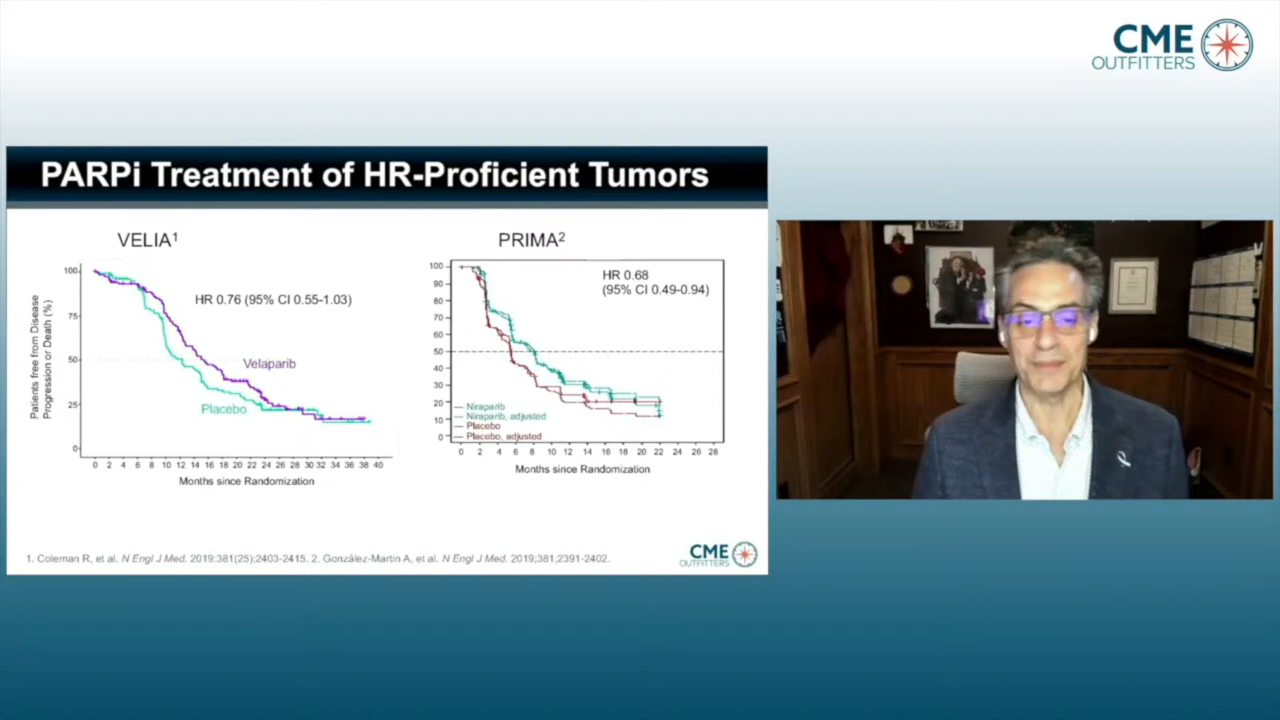 CME
OUTFITTERS
PARPi Treatment of HR-Proficient Tumors
VELIA1
100
75
50
25
0
Patients free from Disease
Progression or Death (%)
HR 0.76 (95% CI 0.55-1.03)
Velaparib
Placebo
0 2 4 6 8 10 12 14 16 18 20 21 22 24 26 28 29 30 31 32 34 36 38 40
Months since Randomization
PRIMA2
100
90
80
70
60
50
40
30
20
10
0
HR 0.68
(95% CI 0.49-0.94)
Niraparib
Niraparib, adjusted
Placebo
Placebo, adjusted
0 2 4 6 8 10 11 12 14 16 18 20 22 24 26 28
Months since Randomization
1. Coleman R, et al. N Engl J Med. 2019:381(25):2403-2415. 2. González-Martin A, et al. N Engl J Med. 2019;381;2391-2402.
CME
OUTFITTERS